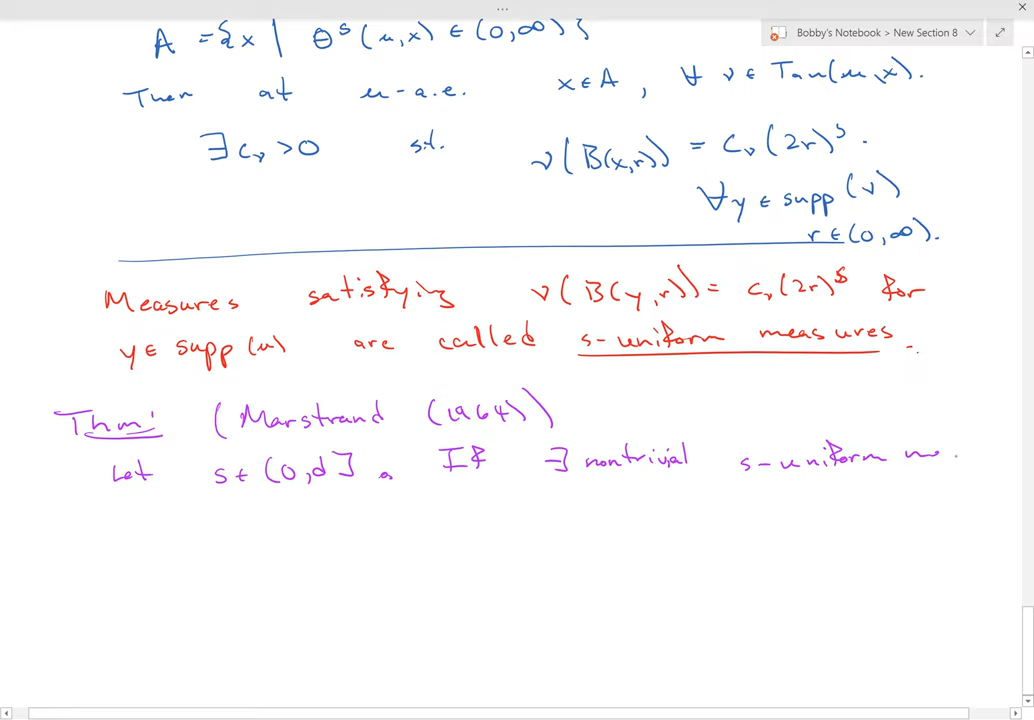 ...
Bobby's Notebook > New Section 8
A = {x | Θ^s(μ,x) ∈ (0,∞)}
Then at μ-a.e. x∈A, ∀ ν ∈ Tan(μ,x).
∃ c_ν >0 s.t. ν(B(x,r)) = c_ν(2r)^s.
∀y ∈ supp(ν)
r∈(0,∞).
Measures satisfying ν(B(y,r)) = c_ν(2r)^s for
y∈ supp(μ) are called s-uniform measures.
Thm: (Marstrand (1964))
Let s∈(0,d]. If ∃ nontrivial s-uniform